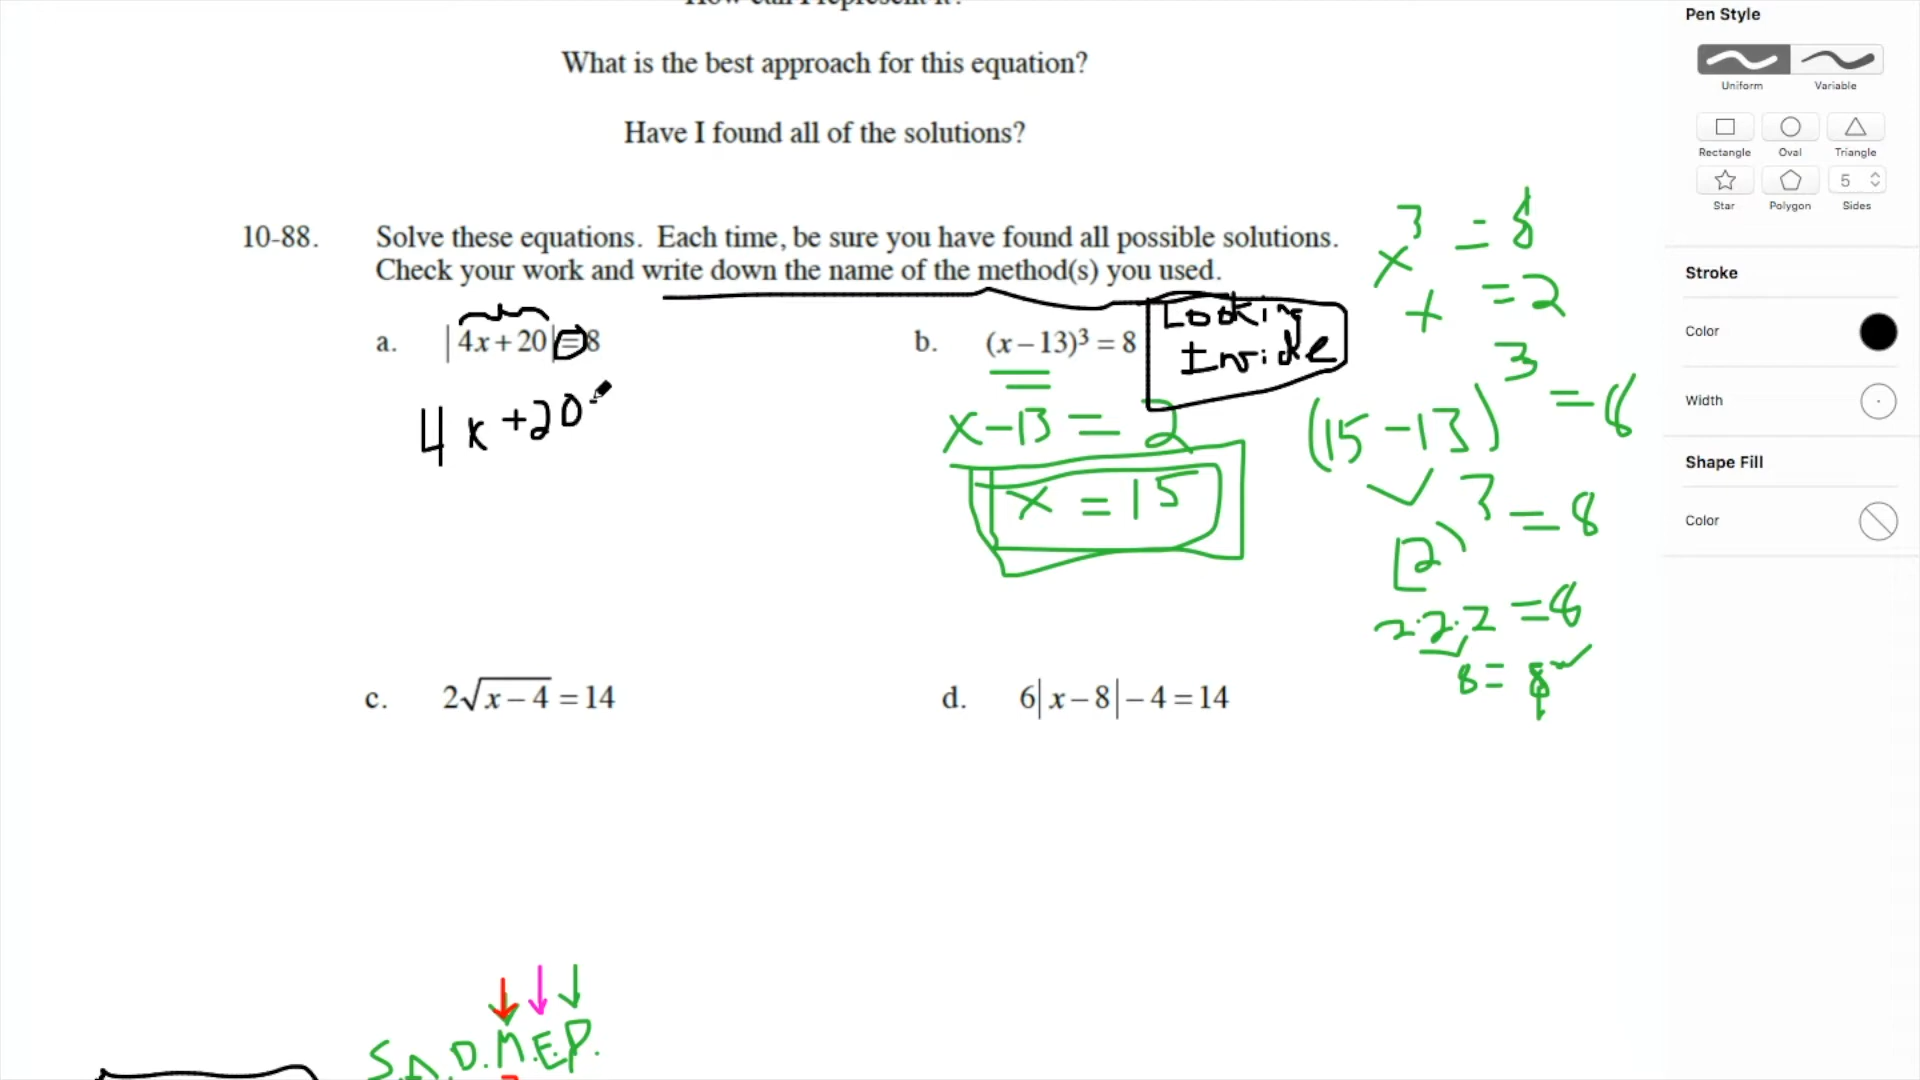 What is the best approach for this equation?
Have I found all of the solutions?
10-88. Solve these equations. Each time, be sure you have found all possible solutions.
Check your work and write down the name of the method(s) you used.
a. |4x+20|=8
4x+20
b. (x−13)³=8
Looking
Inside
x−13=2
x=15
x³=8
x=2
(15−13)³=8
(2)³=8
2·2·2=8
8=8
c. 2√x−4=14
d. 6|x−8|−4=14
S.A.D.M.E.P.
Pen Style
Uniform Variable
Rectangle Oval Triangle
5
Star Polygon Sides
Stroke
Color
Width
Shape Fill
Color